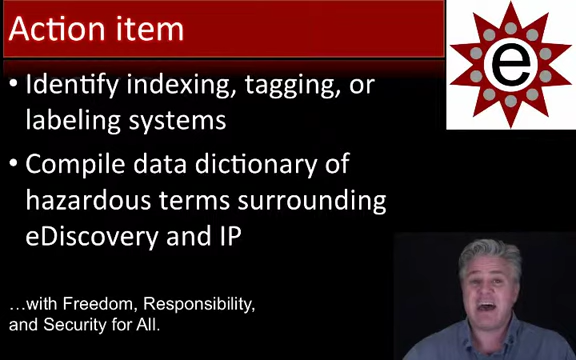 Action item
e
• Identify indexing, tagging, or
labeling systems
• Compile data dictionary of
hazardous terms surrounding
eDiscovery and IP
...with Freedom, Responsibility,
and Security for All.